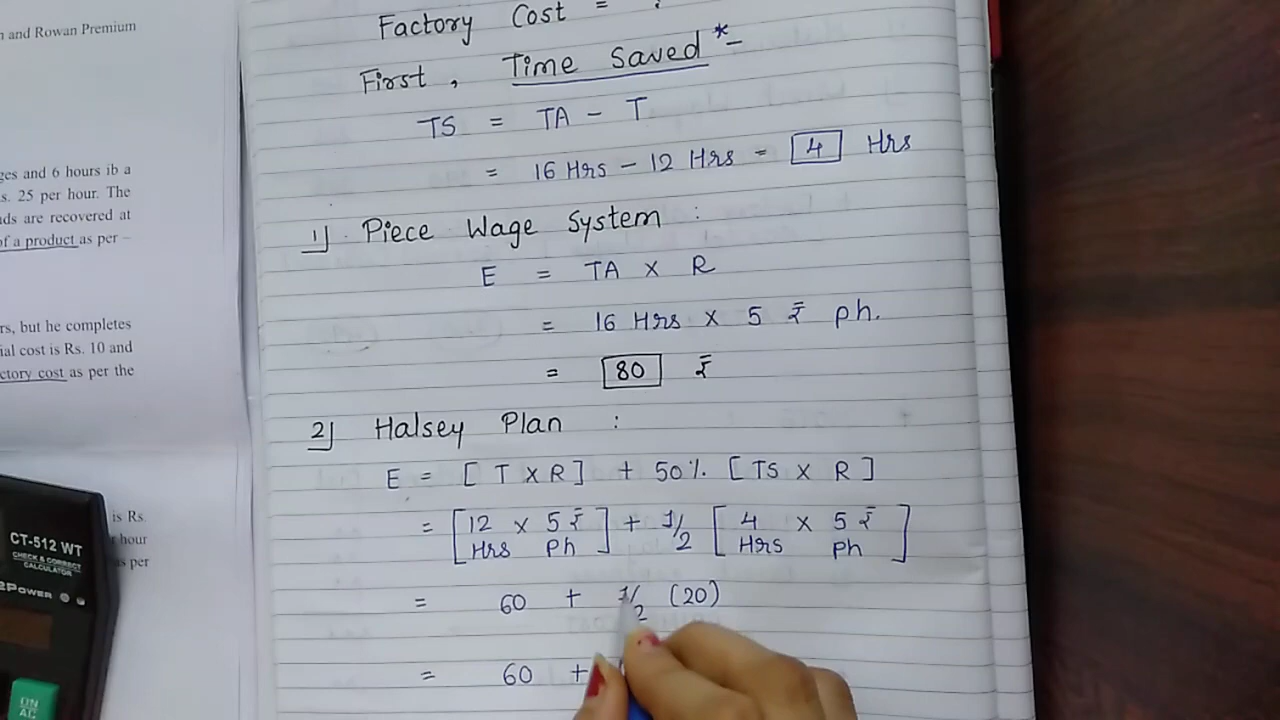 n and Rowan Premium
ges and 6 hours ib a
s. 25 per hour. The
ds are recovered at
of a product as per –
rs, but he completes
ial cost is Rs. 10 and
ctory cost as per the
is Rs.
hour
as per
CT-512 WT
CHECK & CORRECT
CALCULATOR
POWER
ON
AC
Factory Cost = ?
First, Time Saved *–
TS = TA – T
= 16 Hrs – 12 Hrs = 4 Hrs
1] Piece Wage System :
E = TA X R
= 16 Hrs X 5 ₹ ph.
= 80 ₹
2] Halsey Plan :
E = [ T X R ] + 50%. [ TS X R ]
= [ 12 x 5 ₹ ] + 1/2 [ 4 x 5 ₹ ]
Hrs Ph Hrs Ph
= 60 + 1/2 (20)
= 60 +